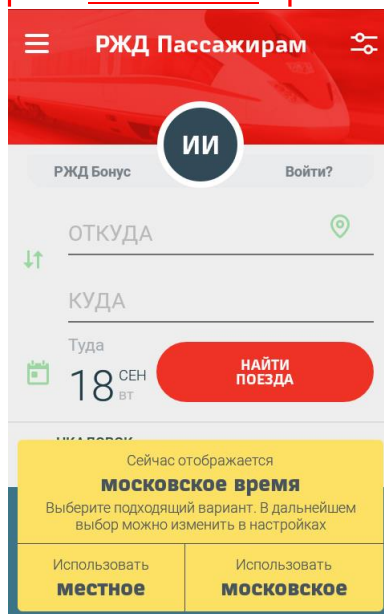 РЖД Пассажирам
ИИ
РЖД Бонус
Войти?
ОТКУДА
КУДА
Туда
18 СЕН
вт
НАЙТИ
ПОЕЗДА
Сейчас отображается
московское время
Выберите подходящий вариант. В дальнейшем
выбор можно изменить в настройках
Использовать
местное
Использовать
московское